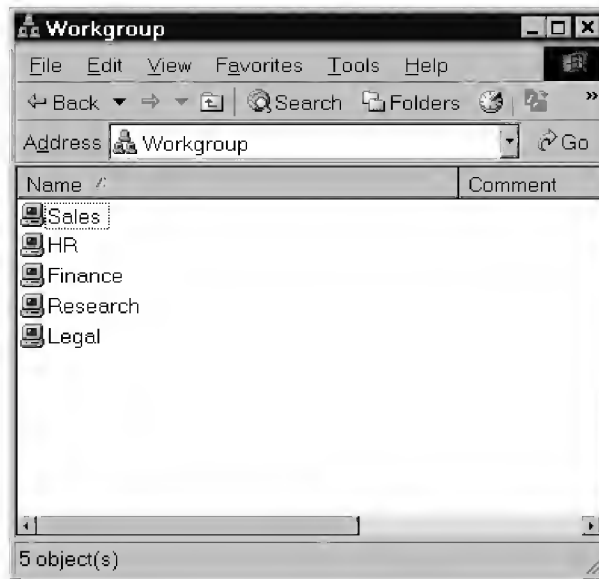 Workgroup
File Edit View Favorites Tools Help
Back Search Folders »
Address Workgroup Go
Name Comment
Sales
HR
Finance
Research
Legal
5 object(s)